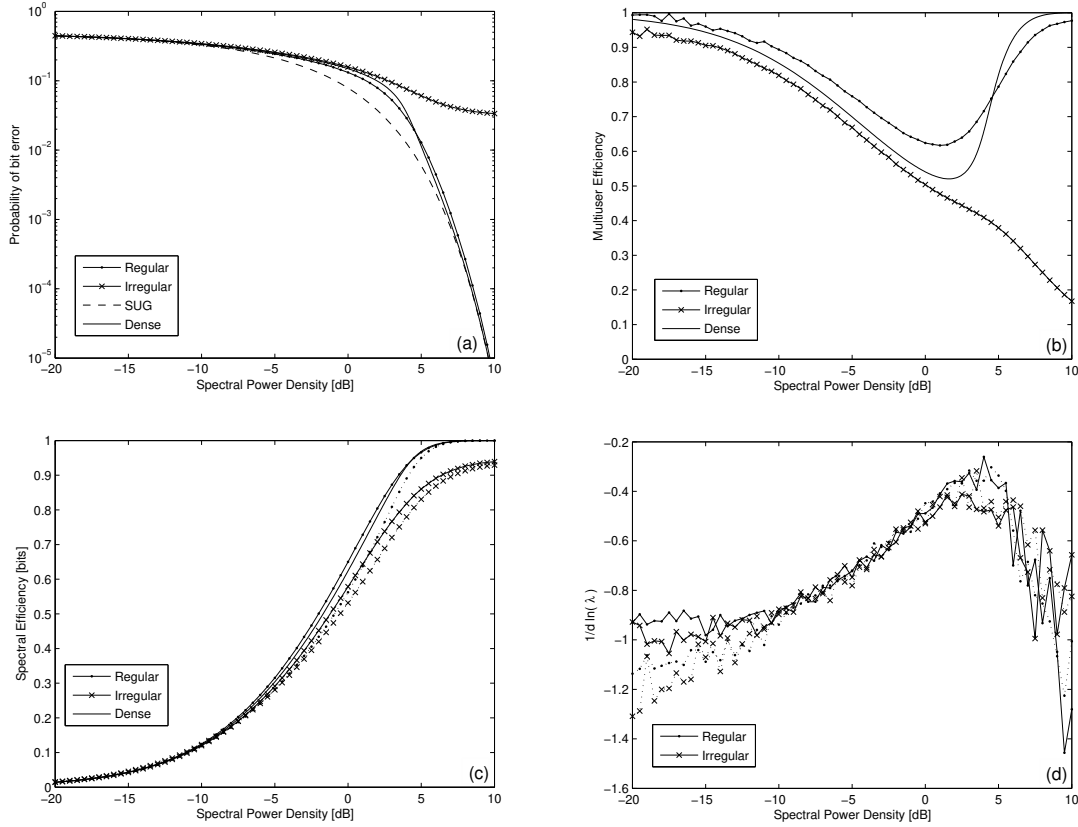 10^0
10^-1
10^-2
10^-3
10^-4
10^-5
Probability of bit error
Regular
Irregular
SUG
Dense
(a)
−20 −15 −10 −5 0 5 10
Spectral Power Density [dB]
1
0.9
0.8
0.7
0.6
0.5
0.4
0.3
0.2
0.1
0
Multiuser Efficiency
Regular
Irregular
Dense
(b)
−20 −15 −10 −5 0 5 10
Spectral Power Density [dB]
1
0.9
0.8
0.7
0.6
0.5
0.4
0.3
0.2
0.1
0
Spectral Efficiency [bits]
Regular
Irregular
Dense
(c)
−20 −15 −10 −5 0 5 10
Spectral Power Density [dB]
−0.2
−0.4
−0.6
−0.8
−1
−1.2
−1.4
−1.6
1/d ln( λ )
Regular
Irregular
(d)
−20 −15 −10 −5 0 5 10
Spectral Power Density [dB]